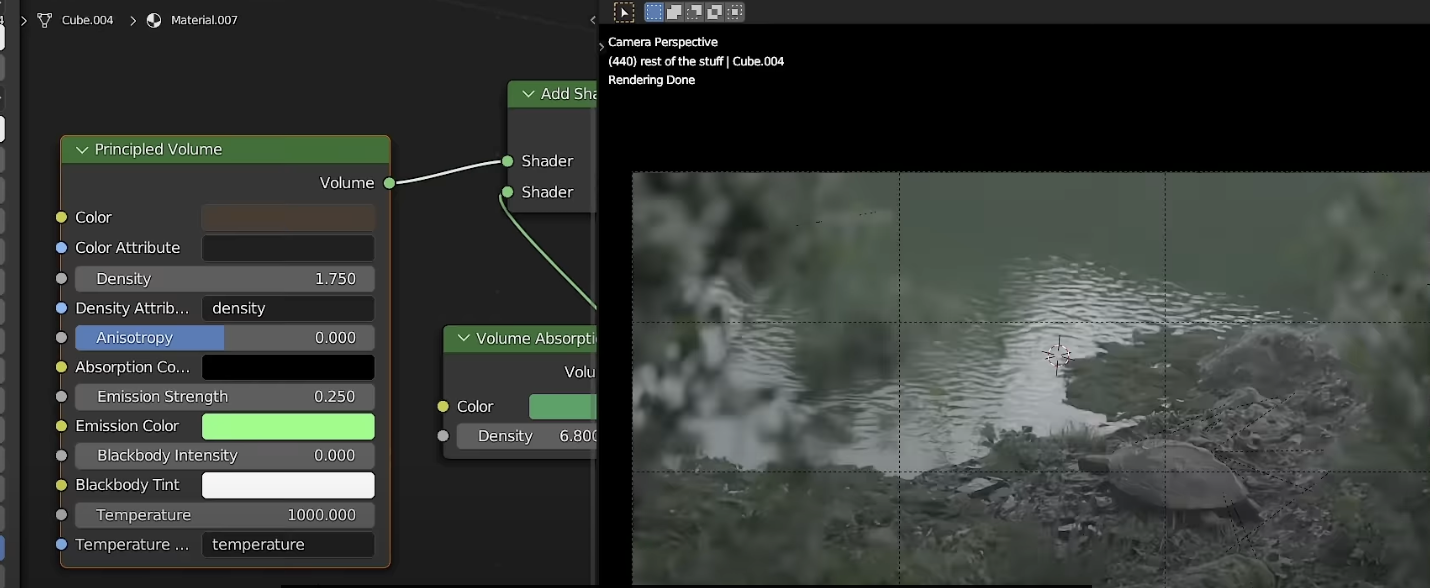 Cube.004 > Material.007
Camera Perspective
(440) rest of the stuff | Cube.004
Rendering Done
Add Sha
Shader
Shader
Principled Volume
Volume
Color
Color Attribute
Density 1.750
Density Attrib... density
Anisotropy 0.000
Absorption Co...
Emission Strength 0.250
Emission Color
Blackbody Intensity 0.000
Blackbody Tint
Temperature 1000.000
Temperature ... temperature
Volume Absorpti
Volu
Color
Density 6.800